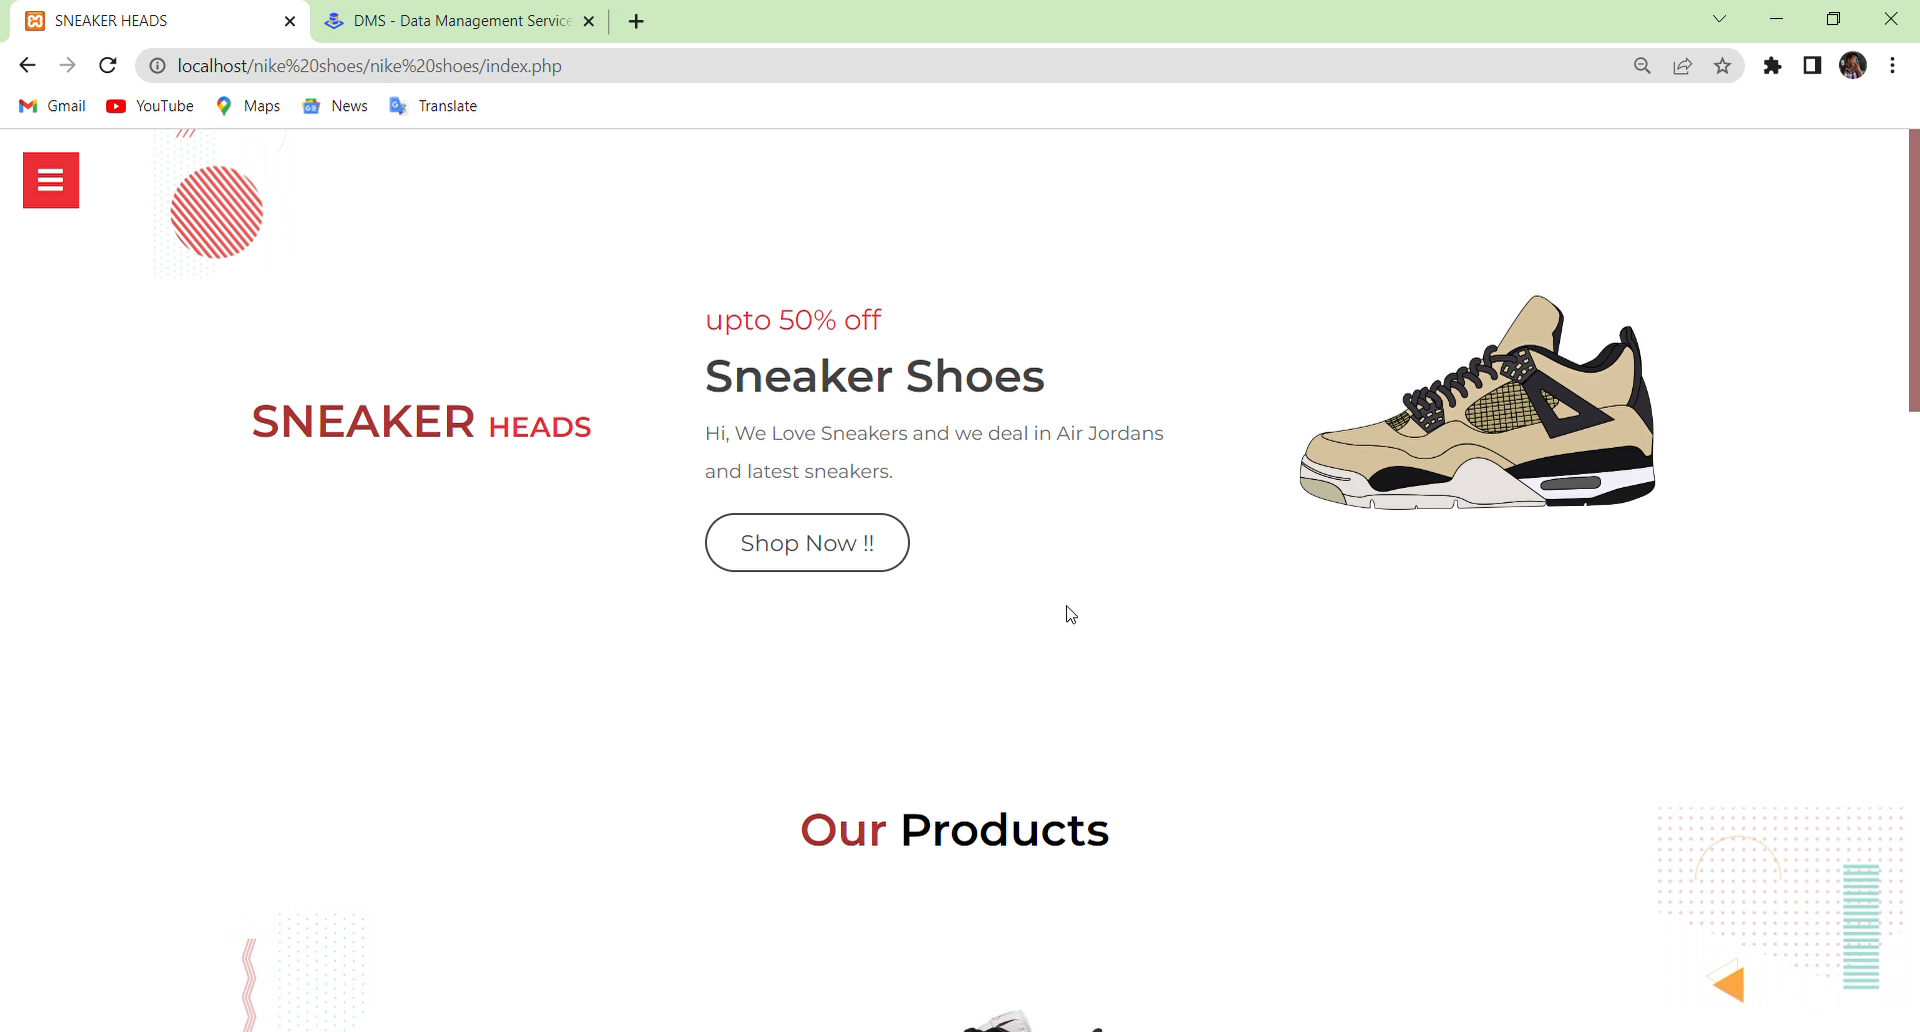 SNEAKER HEADS
DMS - Data Management Service
localhost/nike%20shoes/nike%20shoes/index.php
Gmail YouTube Maps News Translate
SNEAKER HEADS
upto 50% off
Sneaker Shoes
Hi, We Love Sneakers and we deal in Air Jordans
and latest sneakers.
Shop Now !!
Our Products